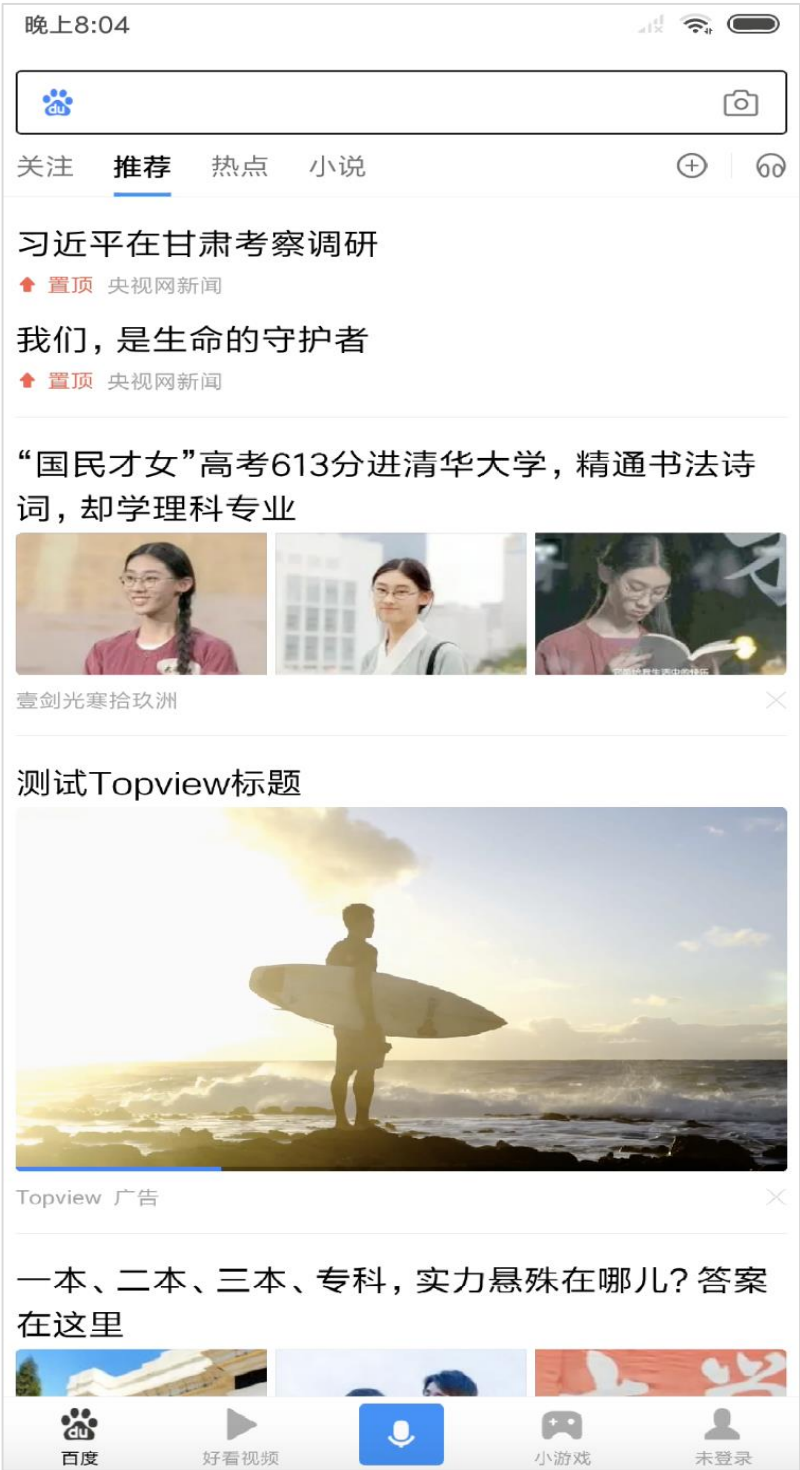 晚上8:04
du
关注 推荐 热点 小说
习近平在甘肃考察调研
置顶 央视网新闻
我们，是生命的守护者
置顶 央视网新闻
“国民才女”高考613分进清华大学，精通书法诗
词，却学理科专业
壹剑光寒拾玖洲
测试Topview标题
Topview 广告
一本、二本、三本、专科，实力悬殊在哪儿？答案
在这里
du
百度 好看视频 小游戏 未登录